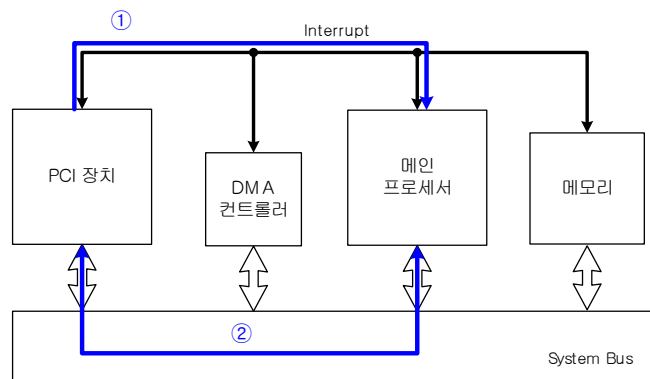 ①
Interrupt
PCI 장치
DMA
컨트롤러
메인
프로세서
메모리
②
System Bus